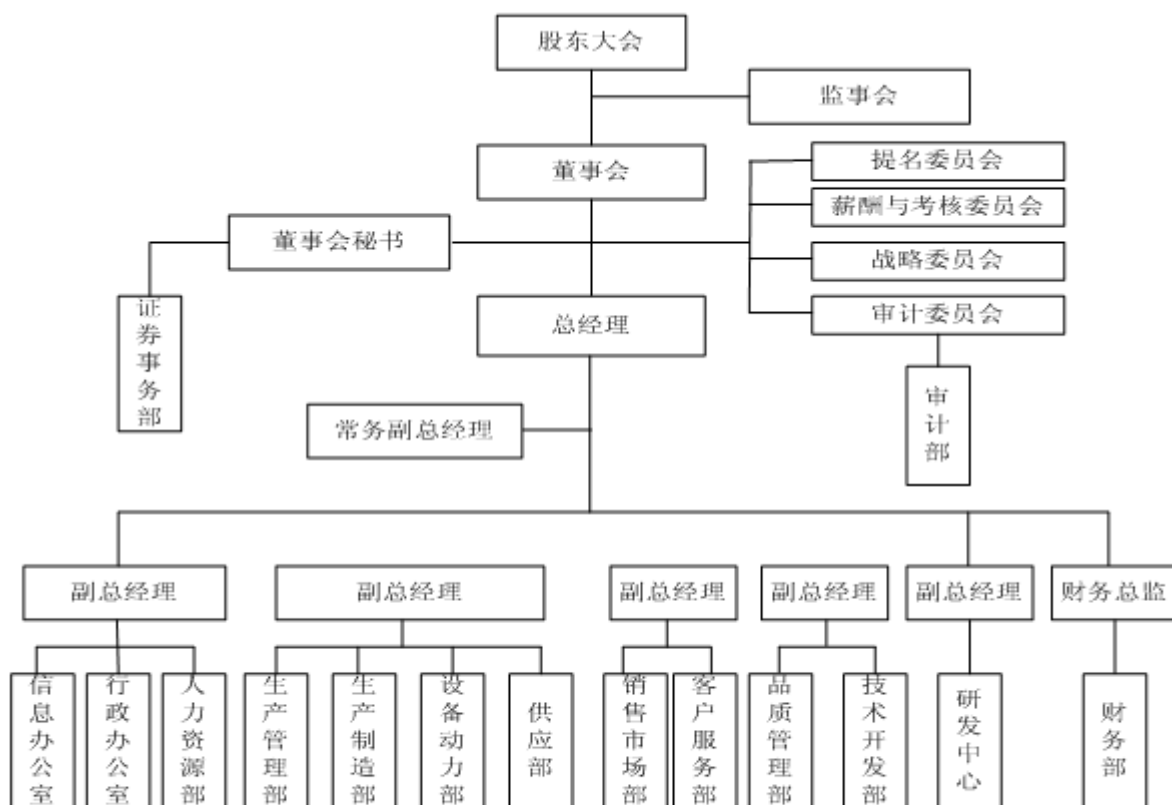 股东大会
监事会
董事会
提名委员会
薪酬与考核委员会
董事会秘书
战略委员会
证券事务部
总经理
审计委员会
审计部
常务副总经理
副总经理
副总经理
副总经理
副总经理
副总经理
财务总监
信息办公室
行政办公室
人力资源部
生产管理部
生产制造部
设备动力部
供应部
销售市场部
客户服务部
品质管理部
技术开发部
研发中心
财务部